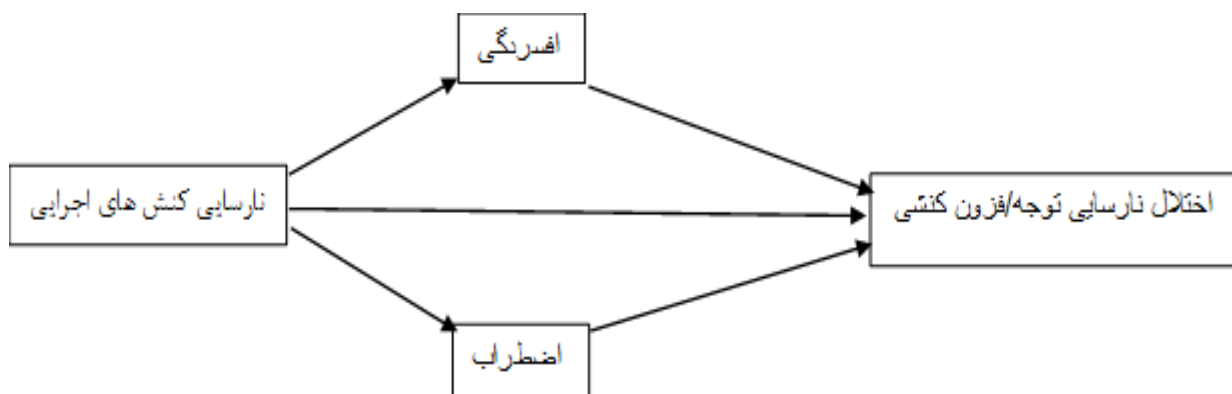 افسردگی
نارسایی کنش های اجرایی
اختلال نارسایی توجه/فزون کنشی
اضطراب